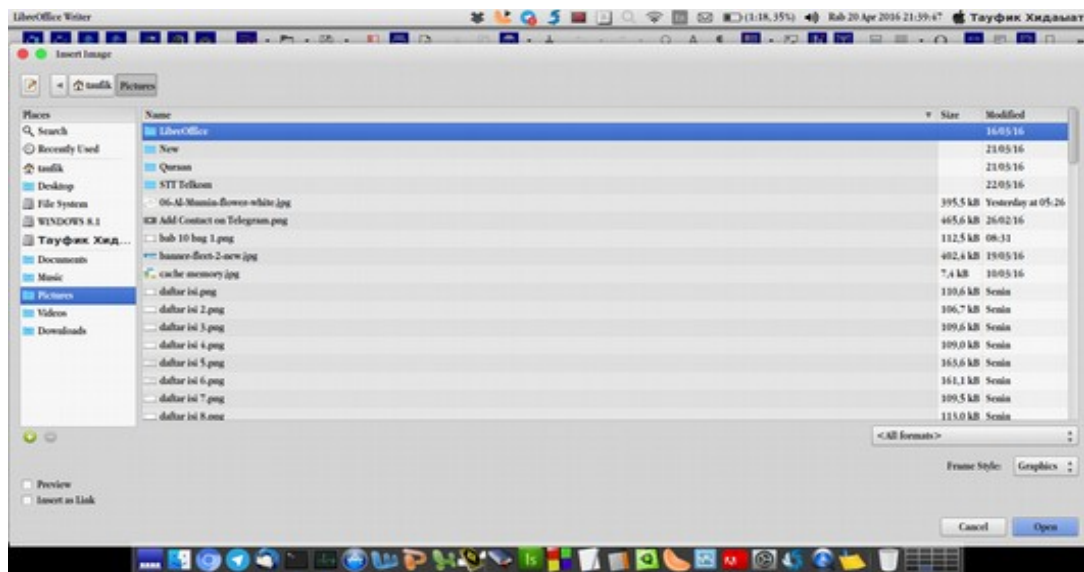 LibreOffice Writer (1:18, 35%) Rab 20 Apr 2016 21:39:47 Тауфик Хидаят
Insert Image
taufik Pictures
Places Name Size Modified
Search LibreOffice 16/03/16
Recently Used New 21/03/16
taufik Quraan 21/03/16
Desktop STT Telkom 22/03/16
File System 06-Al-Mumin-flower-white.jpg 395,5 kB Yesterday at 05:26
WINDOWS 8.1 Add Contact on Telegram.png 465,6 kB 26/02/16
Тауфик Хид... bab 10 bag 1.png 112,5 kB 08:31
Documents banner-fleet-2-new.jpg 402,4 kB 19/03/16
Music cache memory.jpg 7,4 kB 10/03/16
Pictures daftar isi.png 110,6 kB Senin
Videos daftar isi 2.png 106,7 kB Senin
Downloads daftar isi 3.png 109,6 kB Senin
daftar isi 4.png 109,0 kB Senin
daftar isi 5.png 163,6 kB Senin
daftar isi 6.png 161,1 kB Senin
daftar isi 7.png 109,5 kB Senin
daftar isi 8.png 113,0 kB Senin
<All formats>
Frame Style: Graphics
Preview
Insert as Link
Cancel Open